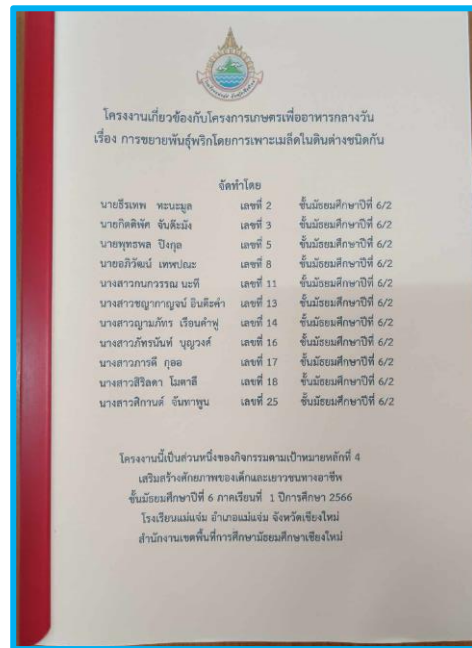 โครงงานเกี่ยวข้องกับโครงการเกษตรเพื่ออาหารกลางวัน
เรื่อง การขยายพันธุ์พริกโดยการเพาะเมล็ดในดินต่างชนิดกัน
จัดทำโดย
นายธีรเทพ ทะนะมูล เลขที่ 2 ชั้นมัธยมศึกษาปีที่ 6/2
นายกิตติพัศ จันต๊ะมัง เลขที่ 3 ชั้นมัธยมศึกษาปีที่ 6/2
นายพุทธพล ปิงกุล เลขที่ 5 ชั้นมัธยมศึกษาปีที่ 6/2
นายอภิวัฒน์ เทพปณะ เลขที่ 8 ชั้นมัธยมศึกษาปีที่ 6/2
นางสาวกนกวรรณ นะที เลขที่ 11 ชั้นมัธยมศึกษาปีที่ 6/2
นางสาวชญากาญจน์ อินต๊ะคำ เลขที่ 13 ชั้นมัธยมศึกษาปีที่ 6/2
นางสาวญามภัทร เรือนคำฟู เลขที่ 14 ชั้นมัธยมศึกษาปีที่ 6/2
นางสาวภัทรนันท์ บุญวงค์ เลขที่ 16 ชั้นมัธยมศึกษาปีที่ 6/2
นางสาวภารดี กุออ เลขที่ 17 ชั้นมัธยมศึกษาปีที่ 6/2
นางสาวสิริลดา โมตาลี เลขที่ 18 ชั้นมัธยมศึกษาปีที่ 6/2
นางสาวศิกานต์ จันทาพูน เลขที่ 25 ชั้นมัธยมศึกษาปีที่ 6/2
โครงงานนี้เป็นส่วนหนึ่งของกิจกรรมตามเป้าหมายหลักที่ 4
เสริมสร้างศักยภาพของเด็กและเยาวชนทางอาชีพ
ชั้นมัธยมศึกษาปีที่ 6 ภาคเรียนที่ 1 ปีการศึกษา 2566
โรงเรียนแม่แจ่ม อำเภอแม่แจ่ม จังหวัดเชียงใหม่
สำนักงานเขตพื้นที่การศึกษามัธยมศึกษาเชียงใหม่